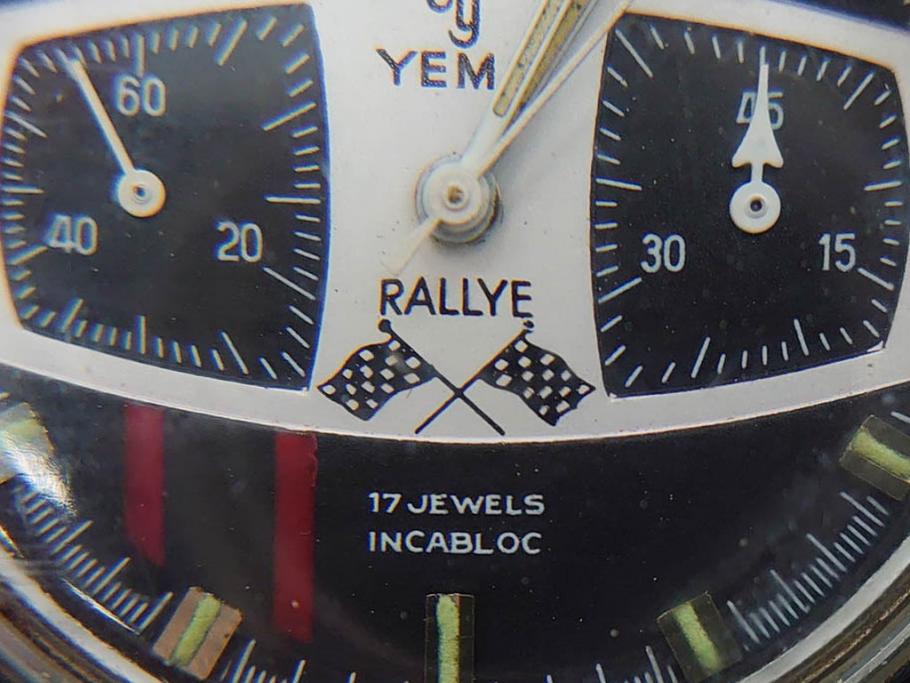 YEM
60
40
20
45
30
15
RALLYE
17 JEWELS
INCABLOC